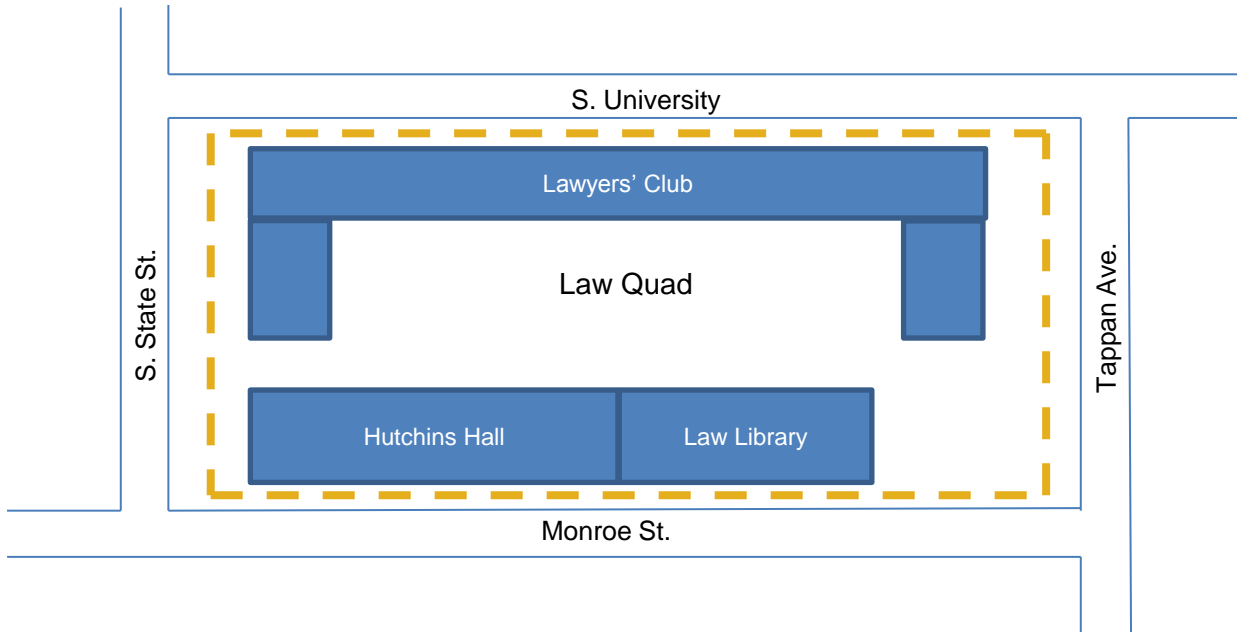 S. University
Lawyers’ Club
S. State St.
Law Quad
Tappan Ave.
Hutchins Hall
Law Library
Monroe St.